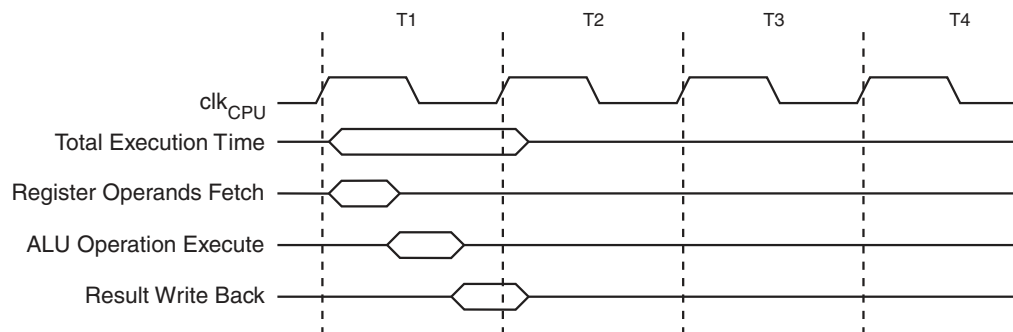 T1 T2 T3 T4
clkCPU
Total Execution Time
Register Operands Fetch
ALU Operation Execute
Result Write Back